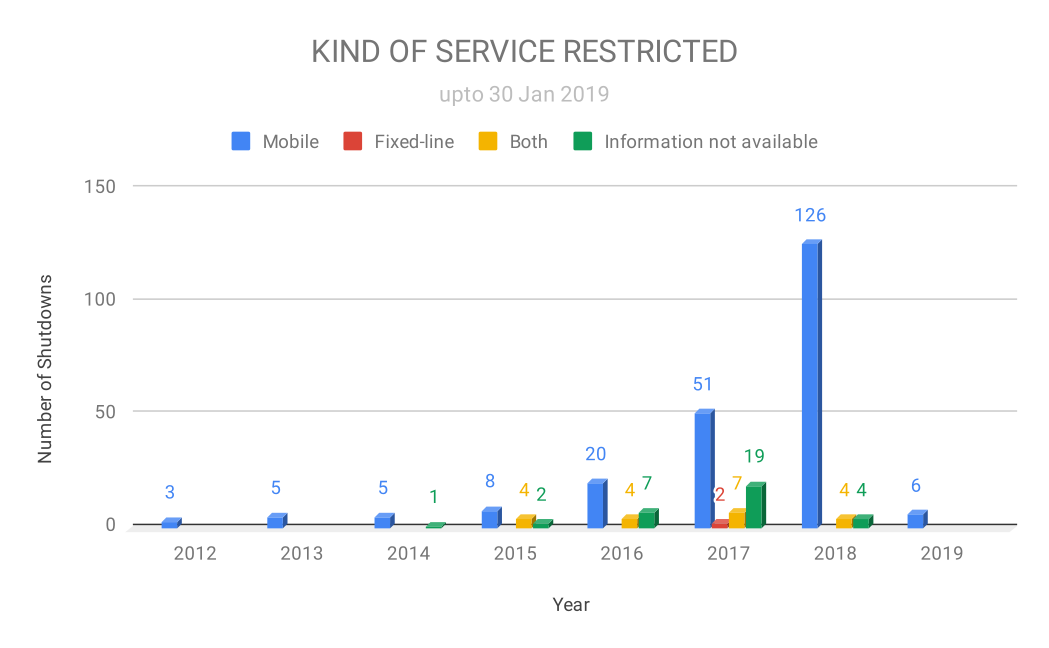 KIND OF SERVICE RESTRICTED
upto 30 Jan 2019
Mobile Fixed-line Both Information not available
Number of Shutdowns
150
100
50
0
3
5
5 1
8 4 2
20 4 7
51 2 7 19
126 4 4
6
2012 2013 2014 2015 2016 2017 2018 2019
Year